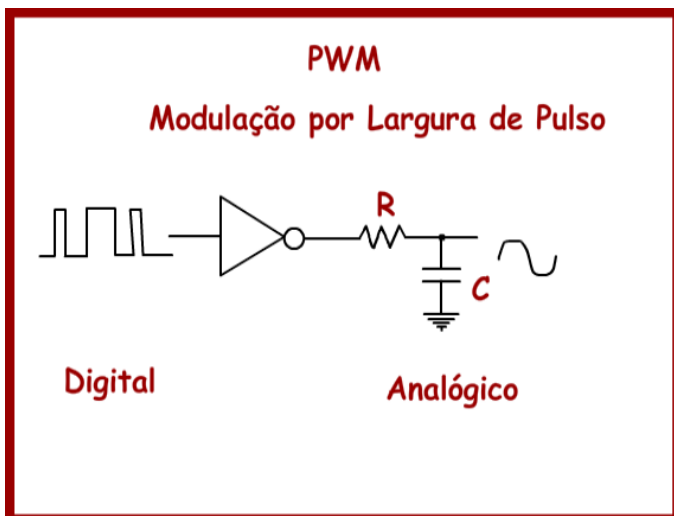 PWM
Modulação por Largura de Pulso
R
C
Digital
Analógico